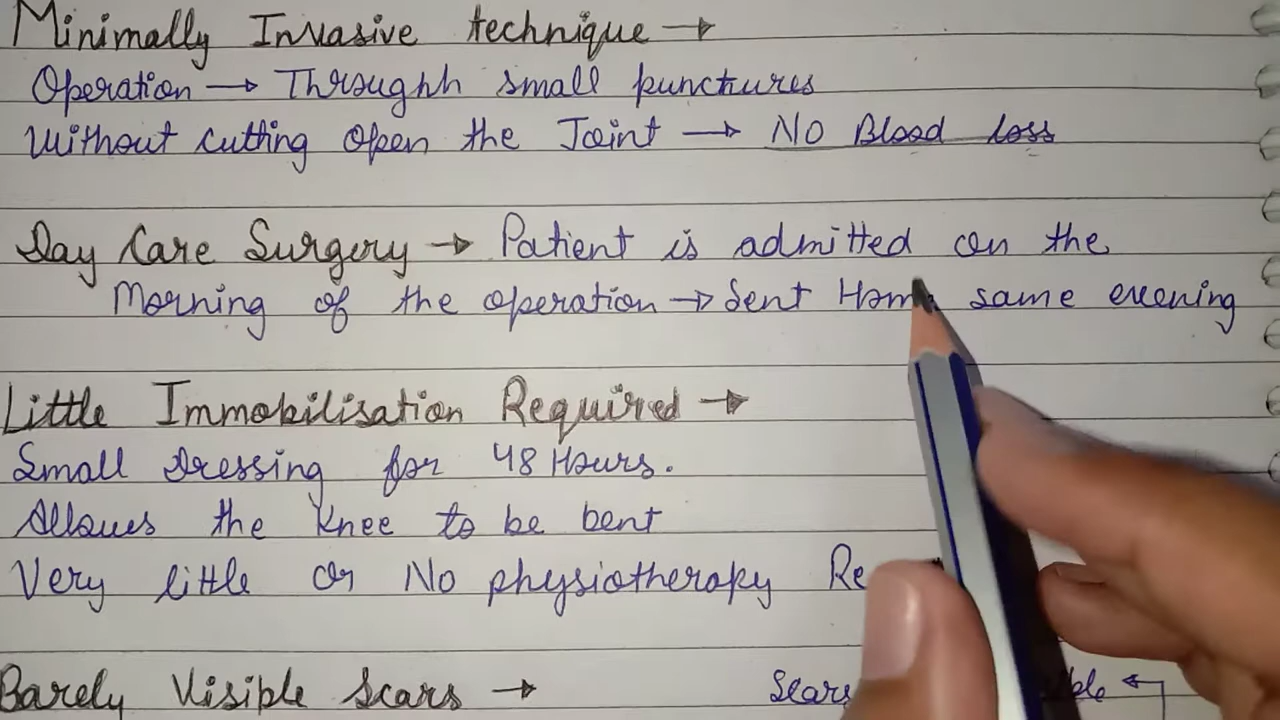 Minimally Invasive technique →
Operation → Throughh small punctures
Without cutting open the Joint → NO Blood loss
Day Care Surgery → Patient is admitted on the
Morning of the operation → Sent Home same evening
Little Immobilisation Required →
Small dressing for 48 Hours.
Allows the knee to be bent
Very little or No physiotherapy
Barely Visible Scars → Scars ←